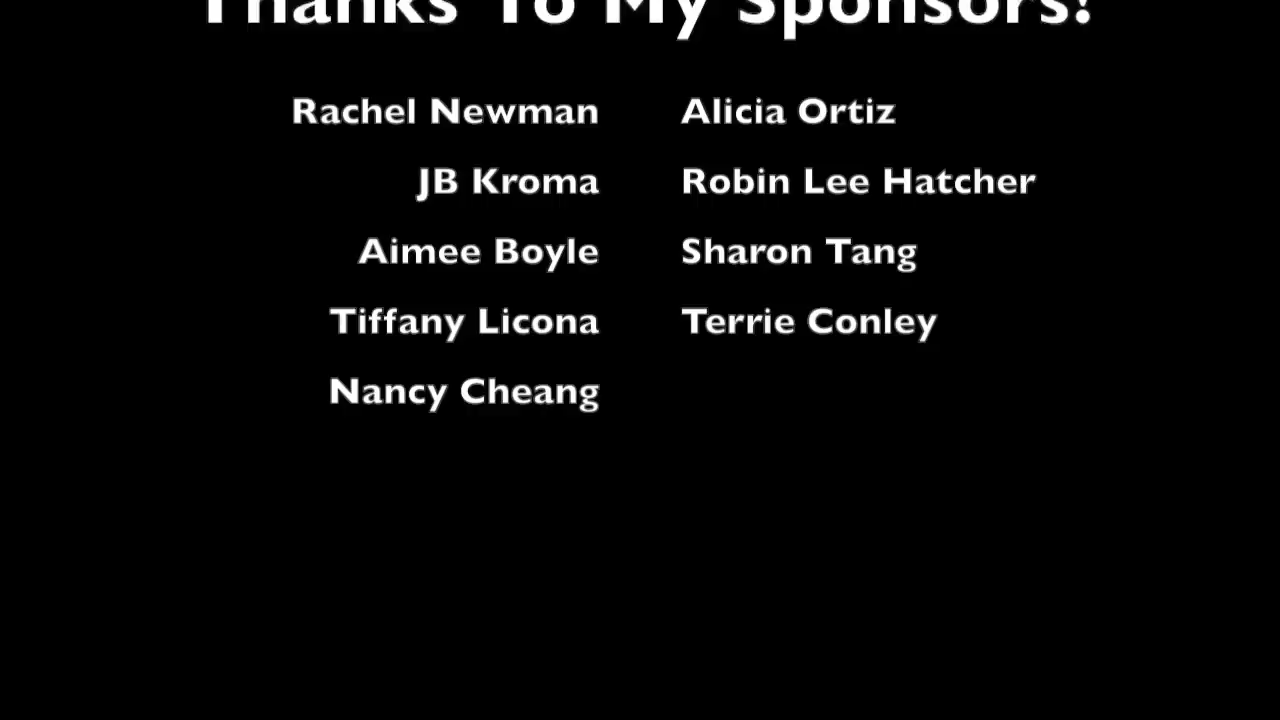 Thanks To My Sponsors!
Rachel Newman Alicia Ortiz
JB Kroma Robin Lee Hatcher
Aimee Boyle Sharon Tang
Tiffany Licona Terrie Conley
Nancy Cheang